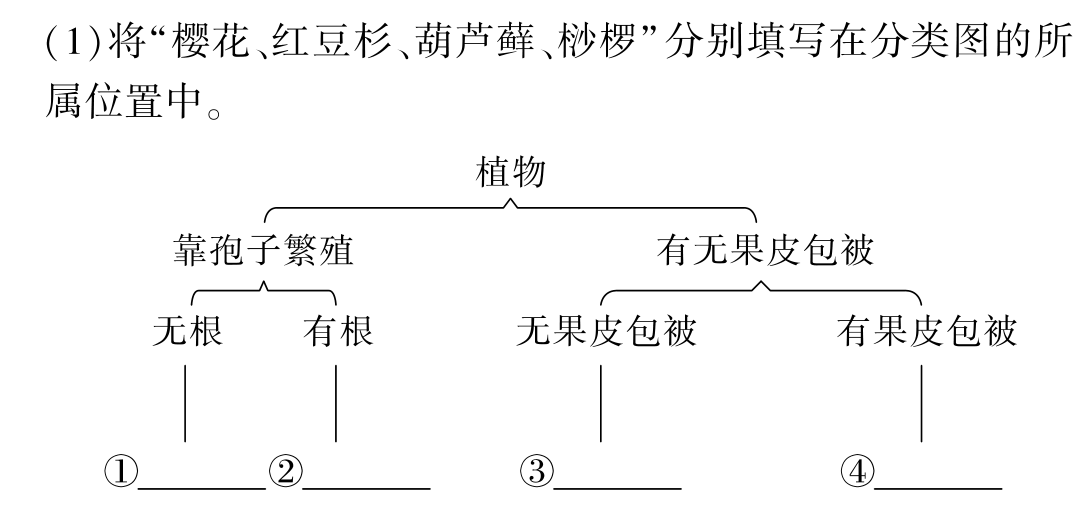 (1)将“樱花、红豆杉、葫芦藓、桫椤”分别填写在分类图的所
属位置中。
植物
靠孢子繁殖 有无果皮包被
无根 有根 无果皮包被 有果皮包被
①______ ②______ ③______ ④______